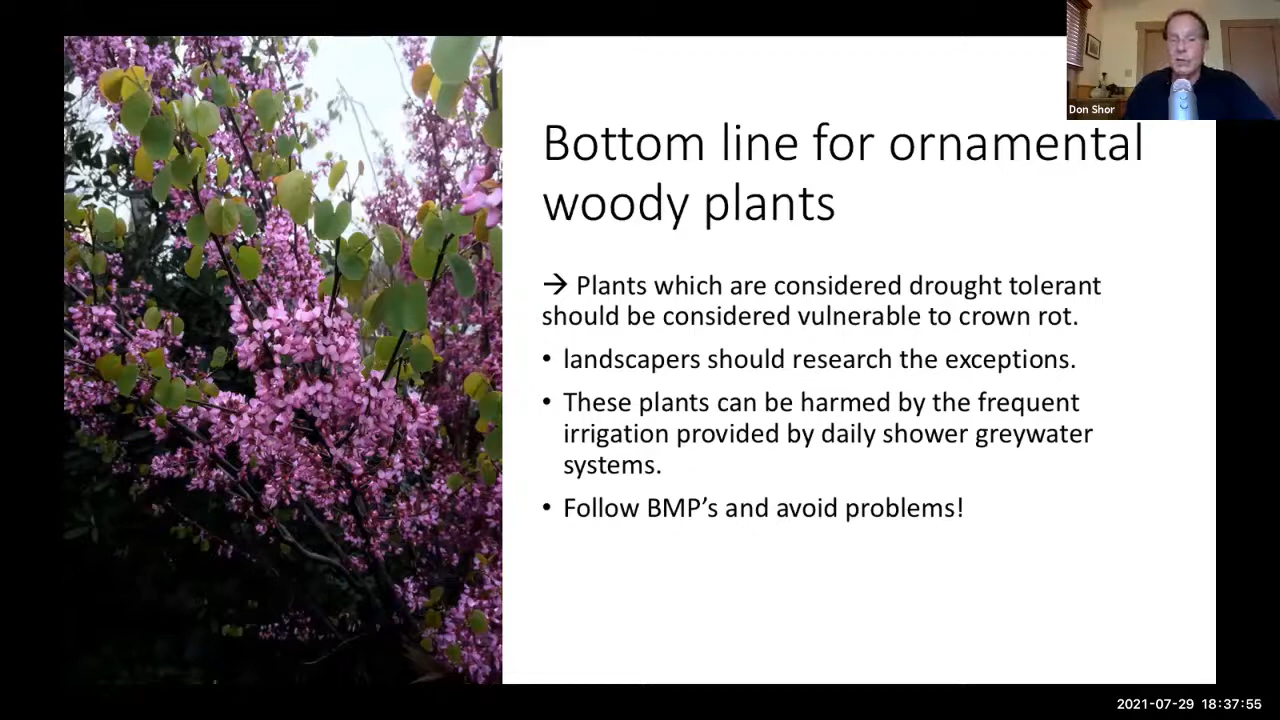 Don Shor
Bottom line for ornamental
woody plants
→ Plants which are considered drought tolerant
should be considered vulnerable to crown rot.
• landscapers should research the exceptions.
• These plants can be harmed by the frequent
irrigation provided by daily shower greywater
systems.
• Follow BMP’s and avoid problems!
2021-07-29 18:37:55